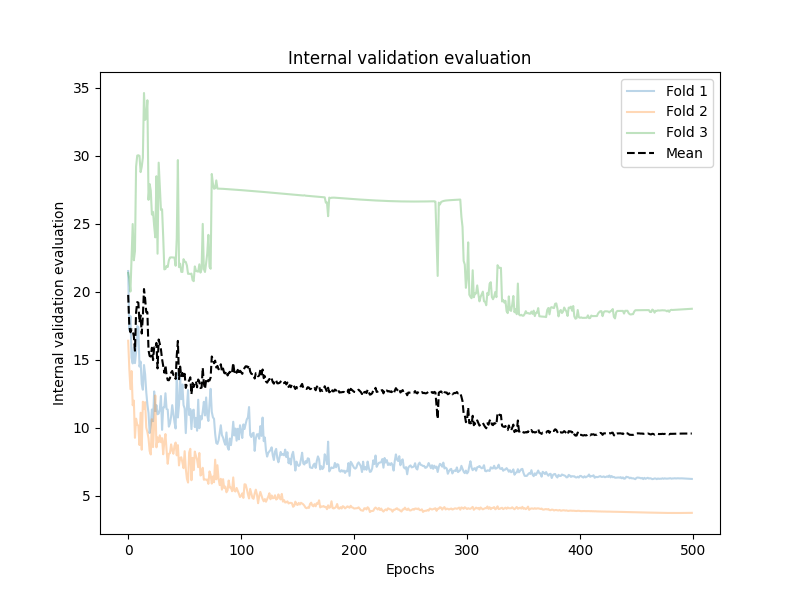 Internal validation evaluation
Internal validation evaluation
35
30
25
20
15
10
5
Fold 1
Fold 2
Fold 3
Mean
0
100
200
300
400
500
Epochs